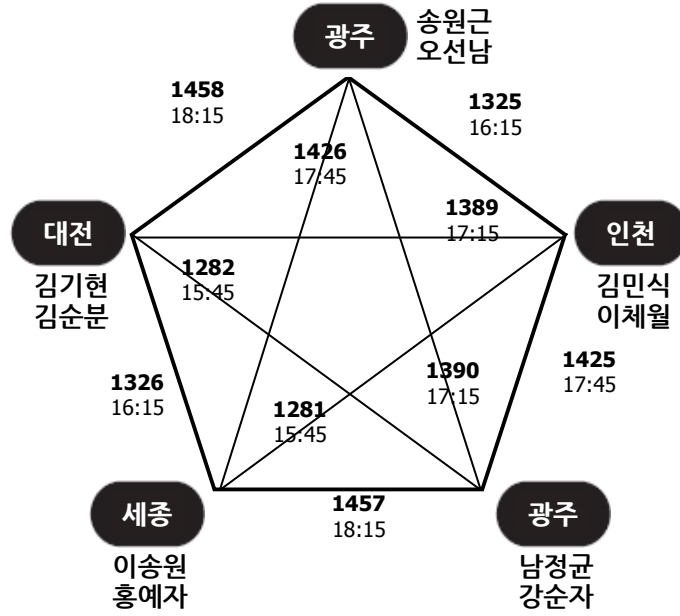 광주
송원근
오선남
1458
18:15
1325
16:15
1426
17:45
1389
17:15
대전
김기현
김순분
인천
김민식
이체월
1282
15:45
1326
16:15
1390
17:15
1425
17:45
1281
15:45
세종
이송원
홍예자
1457
18:15
광주
남정균
강순자